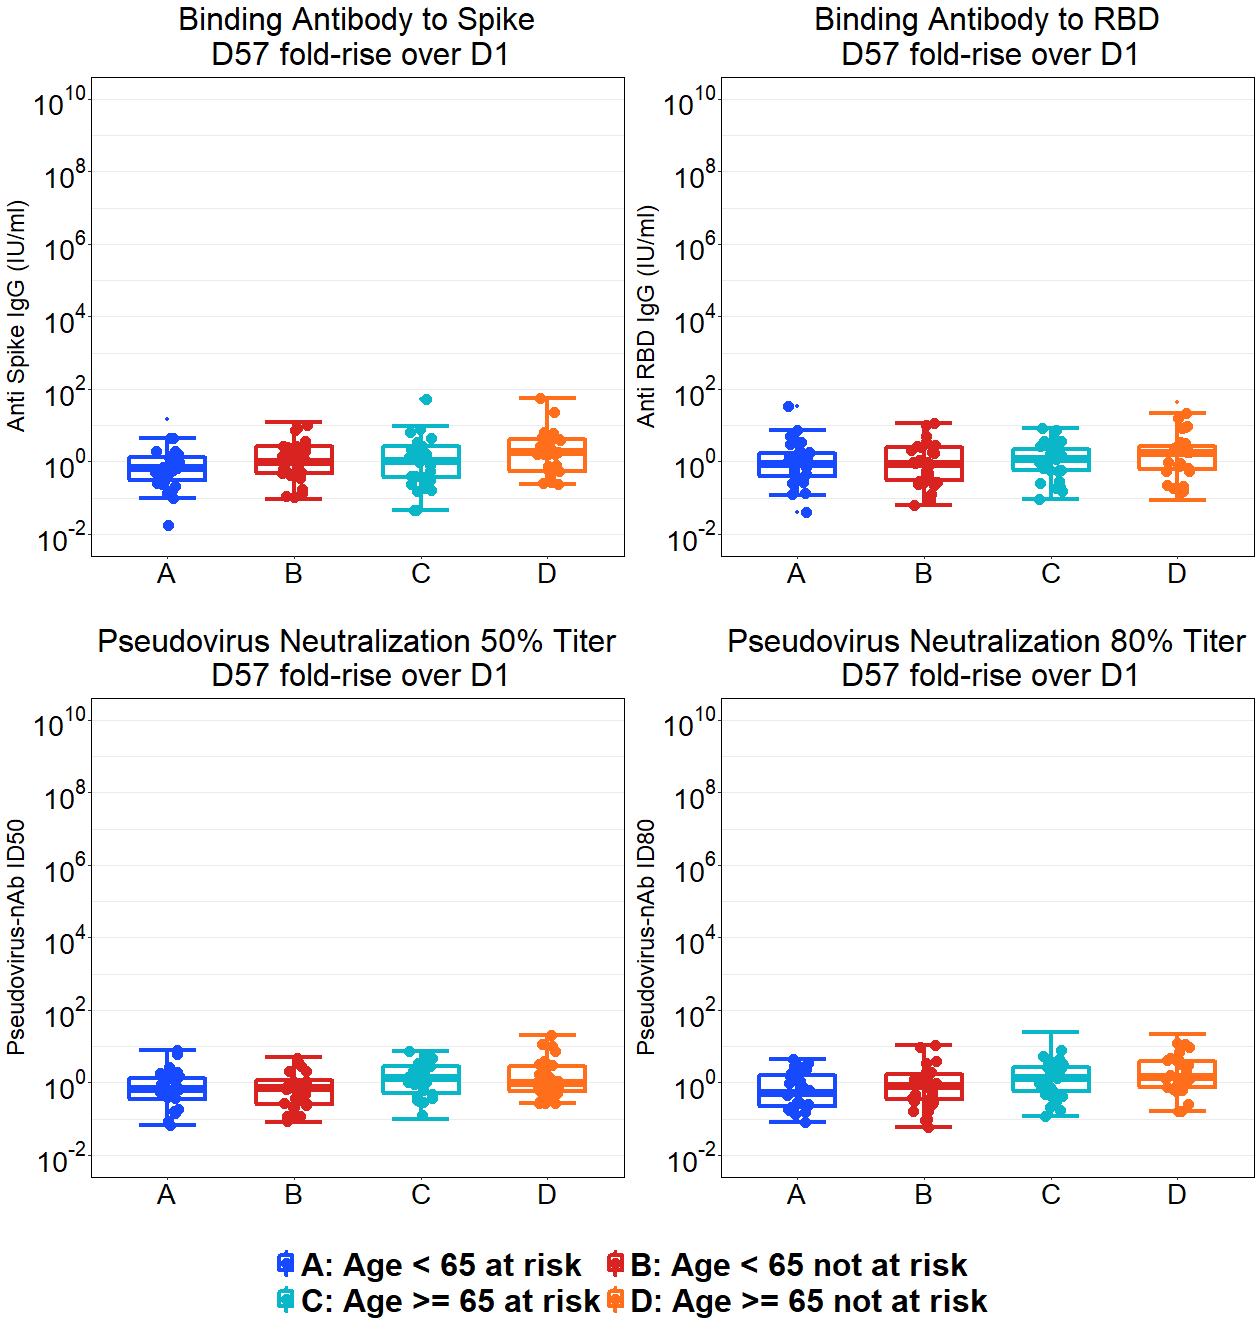 Binding Antibody to Spike
D57 fold-rise over D1
Anti Spike IgG (IU/ml)
10^10
10^8
10^6
10^4
10^2
10^0
10^-2
A B C D
Binding Antibody to RBD
D57 fold-rise over D1
Anti RBD IgG (IU/ml)
10^10
10^8
10^6
10^4
10^2
10^0
10^-2
A B C D
Pseudovirus Neutralization 50% Titer
D57 fold-rise over D1
Pseudovirus-nAb ID50
10^10
10^8
10^6
10^4
10^2
10^0
10^-2
A B C D
Pseudovirus Neutralization 80% Titer
D57 fold-rise over D1
Pseudovirus-nAb ID80
10^10
10^8
10^6
10^4
10^2
10^0
10^-2
A B C D
A: Age < 65 at risk B: Age < 65 not at risk
C: Age >= 65 at risk D: Age >= 65 not at risk